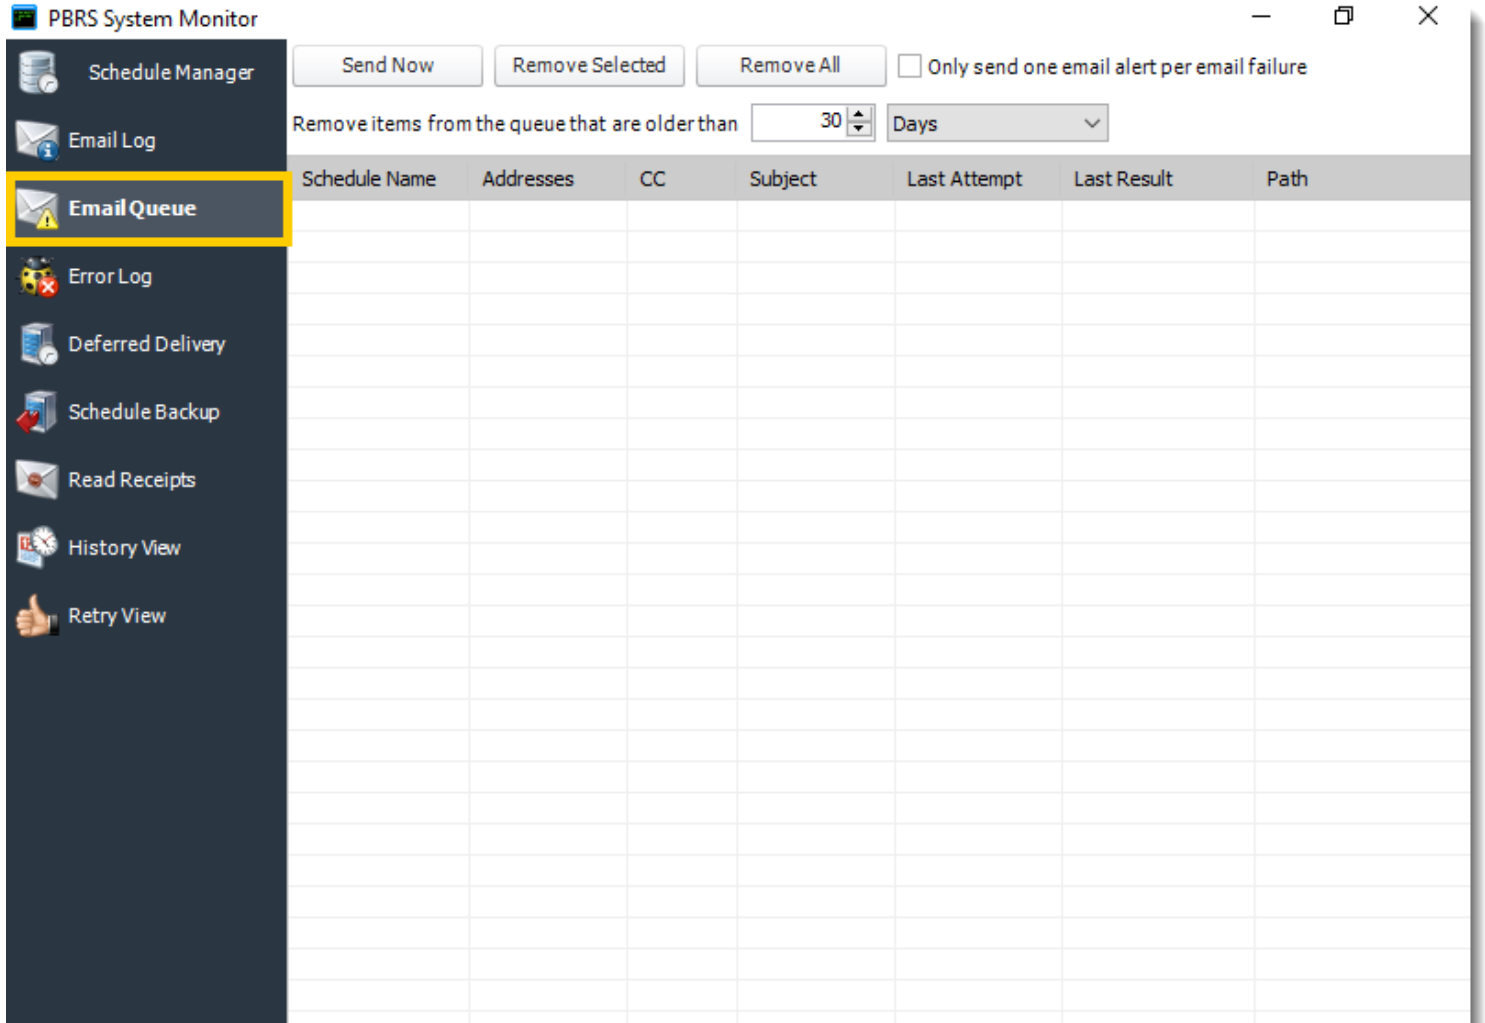 PBRS System Monitor
Schedule Manager
Email Log
Email Queue
Error Log
Deferred Delivery
Schedule Backup
Read Receipts
History View
Retry View
Send Now Remove Selected Remove All Only send one email alert per email failure
Remove items from the queue that are older than 30 Days
Schedule Name Addresses CC Subject Last Attempt Last Result Path